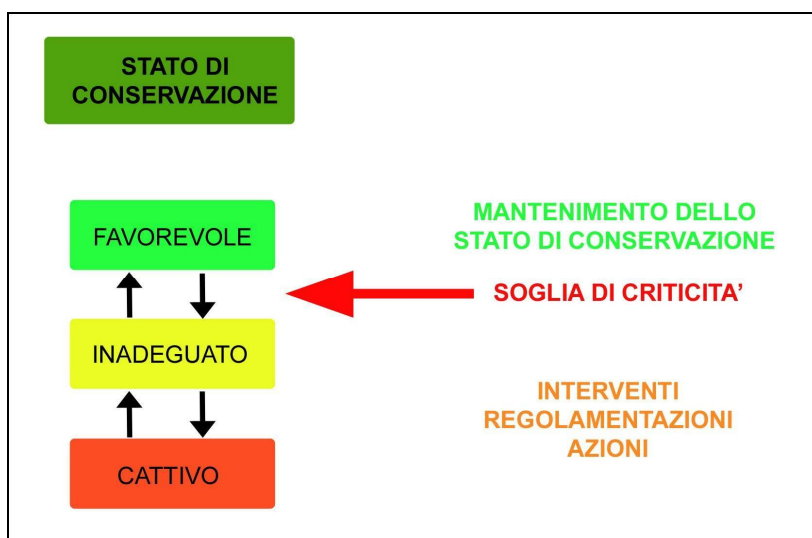 STATO DI
CONSERVAZIONE
FAVOREVOLE
MANTENIMENTO DELLO
STATO DI CONSERVAZIONE
SOGLIA DI CRITICITA’
INADEGUATO
INTERVENTI
REGOLAMENTAZIONI
AZIONI
CATTIVO